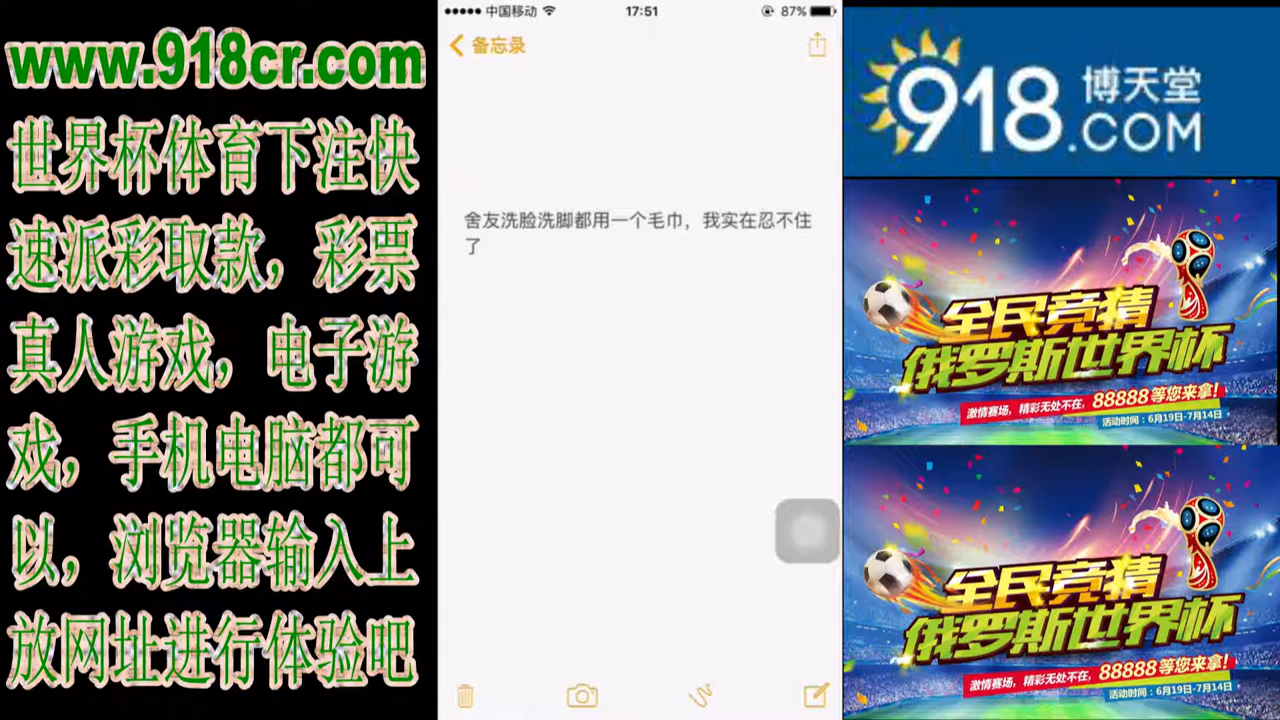 www.918cr.com
世界杯体育下注快
速派彩取款，彩票
真人游戏，电子游
戏，手机电脑都可
以，浏览器输入上
放网址进行体验吧
中国移动
17:51
87%
备忘录
舍友洗脸洗脚都用一个毛巾，我实在忍不住
了
918博天堂
.COM
全民竞猜
俄罗斯世界杯
激情赛场，精彩无处不在，88888等您来拿！
活动时间：6月19日-7月14日
全民竞猜
俄罗斯世界杯
激情赛场，精彩无处不在，88888等您来拿！
活动时间：6月19日-7月14日